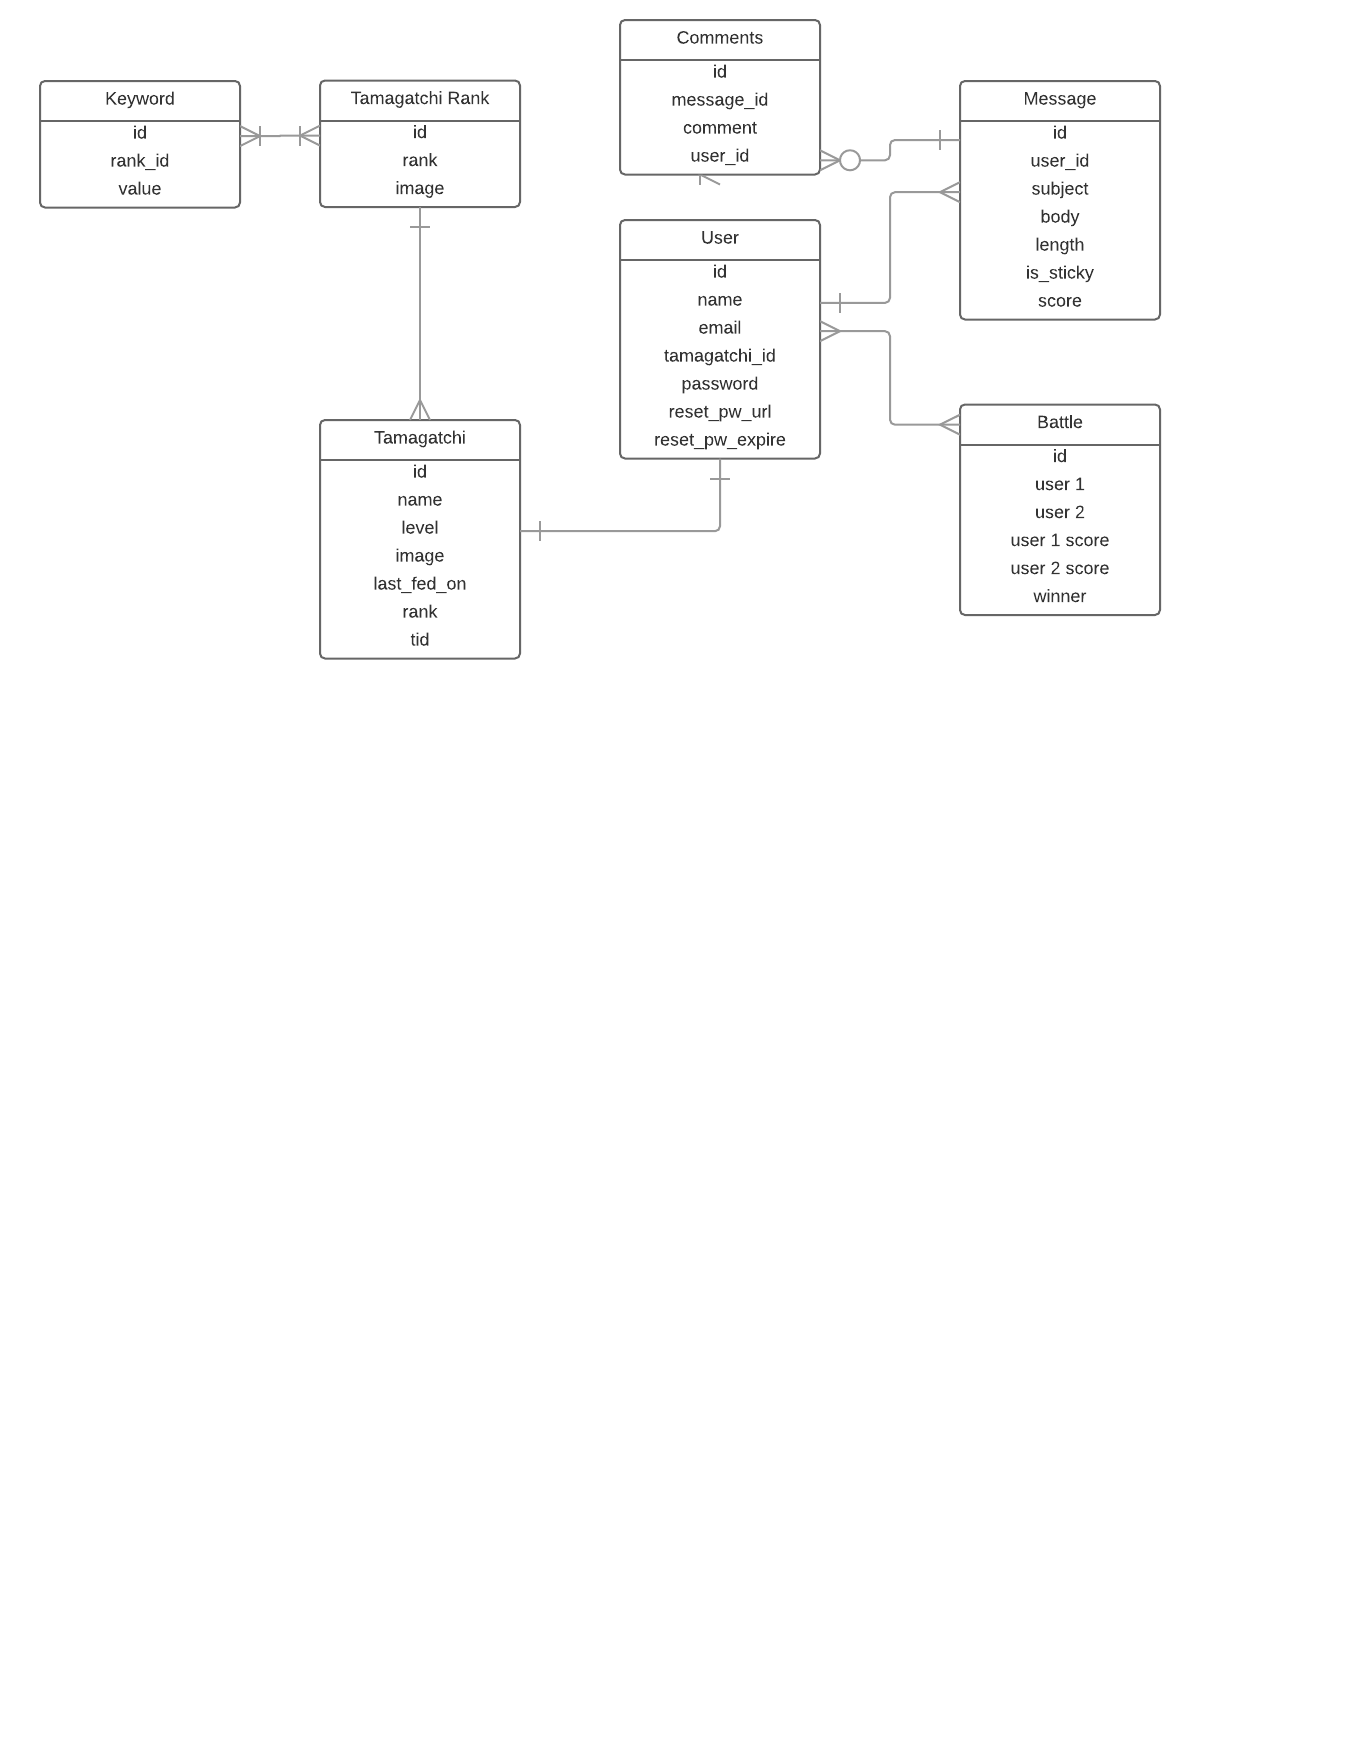 Keyword
id
rank_id
value
Tamagatchi Rank
id
rank
image
Comments
id
message_id
comment
user_id
Message
id
user_id
subject
body
length
is_sticky
score
User
id
name
email
tamagatchi_id
password
reset_pw_url
reset_pw_expire
Tamagatchi
id
name
level
image
last_fed_on
rank
tid
Battle
id
user 1
user 2
user 1 score
user 2 score
winner